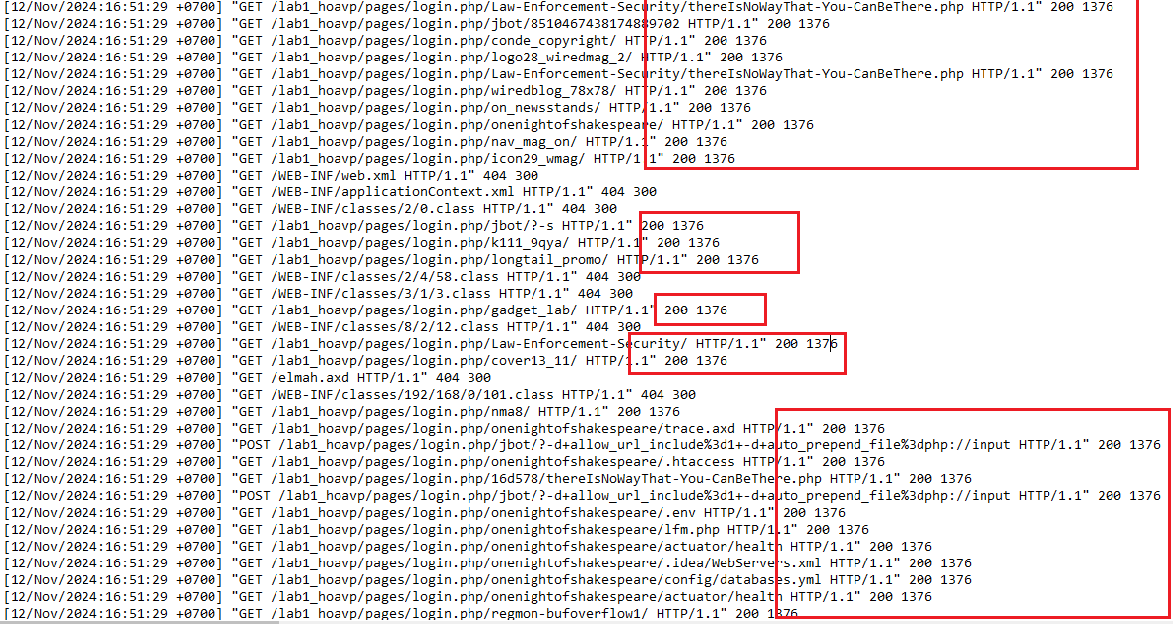 [12/Nov/2024:16:51:29 +0700] "GET /lab1_hoavp/pages/login.php/Law-Enforcement-Security/thereIsNoWayThat-You-CanBeThere.php HTTP/1.1" 200 1376
[12/Nov/2024:16:51:29 +0700] "GET /lab1_hoavp/pages/login.php/jbot/8510467438174889702 HTTP/1.1" 200 1376
[12/Nov/2024:16:51:29 +0700] "GET /lab1_hoavp/pages/login.php/conde_copyright/ HTTP/1.1" 200 1376
[12/Nov/2024:16:51:29 +0700] "GET /lab1_hoavp/pages/login.php/logo28_wiredmag_2/ HTTP/1.1" 200 1376
[12/Nov/2024:16:51:29 +0700] "GET /lab1_hoavp/pages/login.php/Law-Enforcement-Security/thereIsNoWayThat-You-CanBeThere.php HTTP/1.1" 200 1376
[12/Nov/2024:16:51:29 +0700] "GET /lab1_hoavp/pages/login.php/wiredblog_78x78/ HTTP/1.1" 200 1376
[12/Nov/2024:16:51:29 +0700] "GET /lab1_hoavp/pages/login.php/on_newsstands/ HTTP/1.1" 200 1376
[12/Nov/2024:16:51:29 +0700] "GET /lab1_hoavp/pages/login.php/onenightofshakespeare/ HTTP/1.1" 200 1376
[12/Nov/2024:16:51:29 +0700] "GET /lab1_hoavp/pages/login.php/nav_mag_on/ HTTP/1.1" 200 1376
[12/Nov/2024:16:51:29 +0700] "GET /lab1_hoavp/pages/login.php/icon29_wmag/ HTTP/1.1" 200 1376
[12/Nov/2024:16:51:29 +0700] "GET /WEB-INF/web.xml HTTP/1.1" 404 300
[12/Nov/2024:16:51:29 +0700] "GET /WEB-INF/applicationContext.xml HTTP/1.1" 404 300
[12/Nov/2024:16:51:29 +0700] "GET /WEB-INF/classes/2/0.class HTTP/1.1" 404 300
[12/Nov/2024:16:51:29 +0700] "GET /lab1_hoavp/pages/login.php/jbot/?-s HTTP/1.1" 200 1376
[12/Nov/2024:16:51:29 +0700] "GET /lab1_hoavp/pages/login.php/k111_9qya/ HTTP/1.1" 200 1376
[12/Nov/2024:16:51:29 +0700] "GET /lab1_hoavp/pages/login.php/longtail_promo/ HTTP/1.1" 200 1376
[12/Nov/2024:16:51:29 +0700] "GET /WEB-INF/classes/2/4/58.class HTTP/1.1" 404 300
[12/Nov/2024:16:51:29 +0700] "GET /WEB-INF/classes/3/1/3.class HTTP/1.1" 404 300
[12/Nov/2024:16:51:29 +0700] "GET /lab1_hoavp/pages/login.php/gadget_lab/ HTTP/1.1" 200 1376
[12/Nov/2024:16:51:29 +0700] "GET /WEB-INF/classes/8/2/12.class HTTP/1.1" 404 300
[12/Nov/2024:16:51:29 +0700] "GET /lab1_hoavp/pages/login.php/Law-Enforcement-Security/ HTTP/1.1" 200 1376
[12/Nov/2024:16:51:29 +0700] "GET /lab1_hoavp/pages/login.php/cover13_11/ HTTP/1.1" 200 1376
[12/Nov/2024:16:51:29 +0700] "GET /elmah.axd HTTP/1.1" 404 300
[12/Nov/2024:16:51:29 +0700] "GET /WEB-INF/classes/192/168/0/101.class HTTP/1.1" 404 300
[12/Nov/2024:16:51:29 +0700] "GET /lab1_hoavp/pages/login.php/nma8/ HTTP/1.1" 200 1376
[12/Nov/2024:16:51:29 +0700] "GET /lab1_hoavp/pages/login.php/onenightofshakespeare/trace.axd HTTP/1.1" 200 1376
[12/Nov/2024:16:51:29 +0700] "POST /lab1_hoavp/pages/login.php/jbot/?-d+allow_url_include%3d1+-d+auto_prepend_file%3dphp://input HTTP/1.1" 200 1376
[12/Nov/2024:16:51:29 +0700] "GET /lab1_hoavp/pages/login.php/onenightofshakespeare/.htaccess HTTP/1.1" 200 1376
[12/Nov/2024:16:51:29 +0700] "GET /lab1_hoavp/pages/login.php/16d578/thereIsNoWayThat-You-CanBeThere.php HTTP/1.1" 200 1376
[12/Nov/2024:16:51:29 +0700] "POST /lab1_hoavp/pages/login.php/jbot/?-d+allow_url_include%3d1+-d+auto_prepend_file%3dphp://input HTTP/1.1" 200 1376
[12/Nov/2024:16:51:29 +0700] "GET /lab1_hoavp/pages/login.php/onenightofshakespeare/.env HTTP/1.1" 200 1376
[12/Nov/2024:16:51:29 +0700] "GET /lab1_hoavp/pages/login.php/onenightofshakespeare/lfm.php HTTP/1.1" 200 1376
[12/Nov/2024:16:51:29 +0700] "GET /lab1_hoavp/pages/login.php/onenightofshakespeare/actuator/health HTTP/1.1" 200 1376
[12/Nov/2024:16:51:29 +0700] "GET /lab1_hoavp/pages/login.php/onenightofshakespeare/.idea/WebServers.xml HTTP/1.1" 200 1376
[12/Nov/2024:16:51:29 +0700] "GET /lab1_hoavp/pages/login.php/onenightofshakespeare/config/databases.yml HTTP/1.1" 200 1376
[12/Nov/2024:16:51:29 +0700] "GET /lab1_hoavp/pages/login.php/onenightofshakespeare/actuator/health HTTP/1.1" 200 1376
[12/Nov/2024:16:51:29 +0700] "GET /lab1_hoavp/pages/login.php/regmon-bufoverflow1/ HTTP/1.1" 200 1376